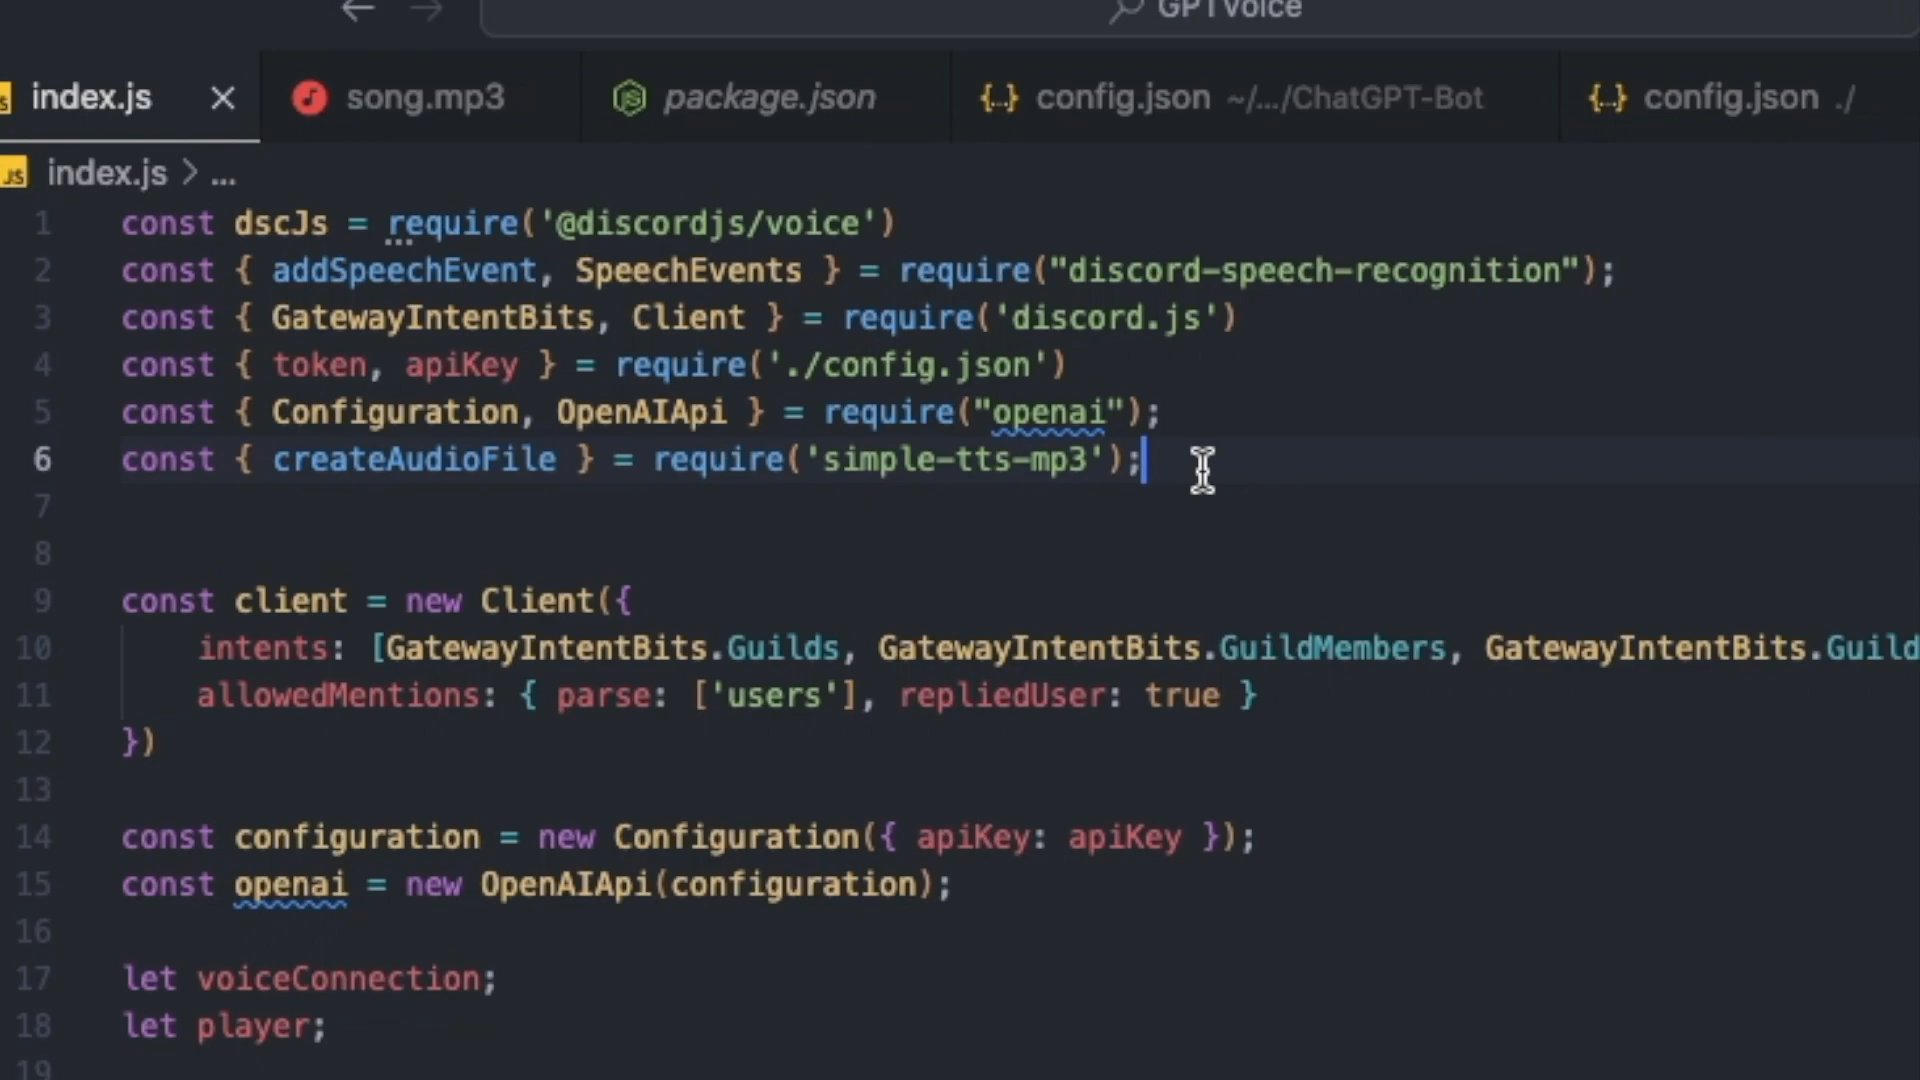 GPTVoice
index.js song.mp3 package.json config.json ~/.../ChatGPT-Bot config.json ./
JS index.js > ...
1 const dscJs = require('@discordjs/voice')
2 const { addSpeechEvent, SpeechEvents } = require("discord-speech-recognition");
3 const { GatewayIntentBits, Client } = require('discord.js')
4 const { token, apiKey } = require('./config.json')
5 const { Configuration, OpenAIApi } = require("openai");
6 const { createAudioFile } = require('simple-tts-mp3');
7
8
9 const client = new Client({
10 intents: [GatewayIntentBits.Guilds, GatewayIntentBits.GuildMembers, GatewayIntentBits.Guild
11 allowedMentions: { parse: ['users'], repliedUser: true }
12 })
13
14 const configuration = new Configuration({ apiKey: apiKey });
15 const openai = new OpenAIApi(configuration);
16
17 let voiceConnection;
18 let player;
19